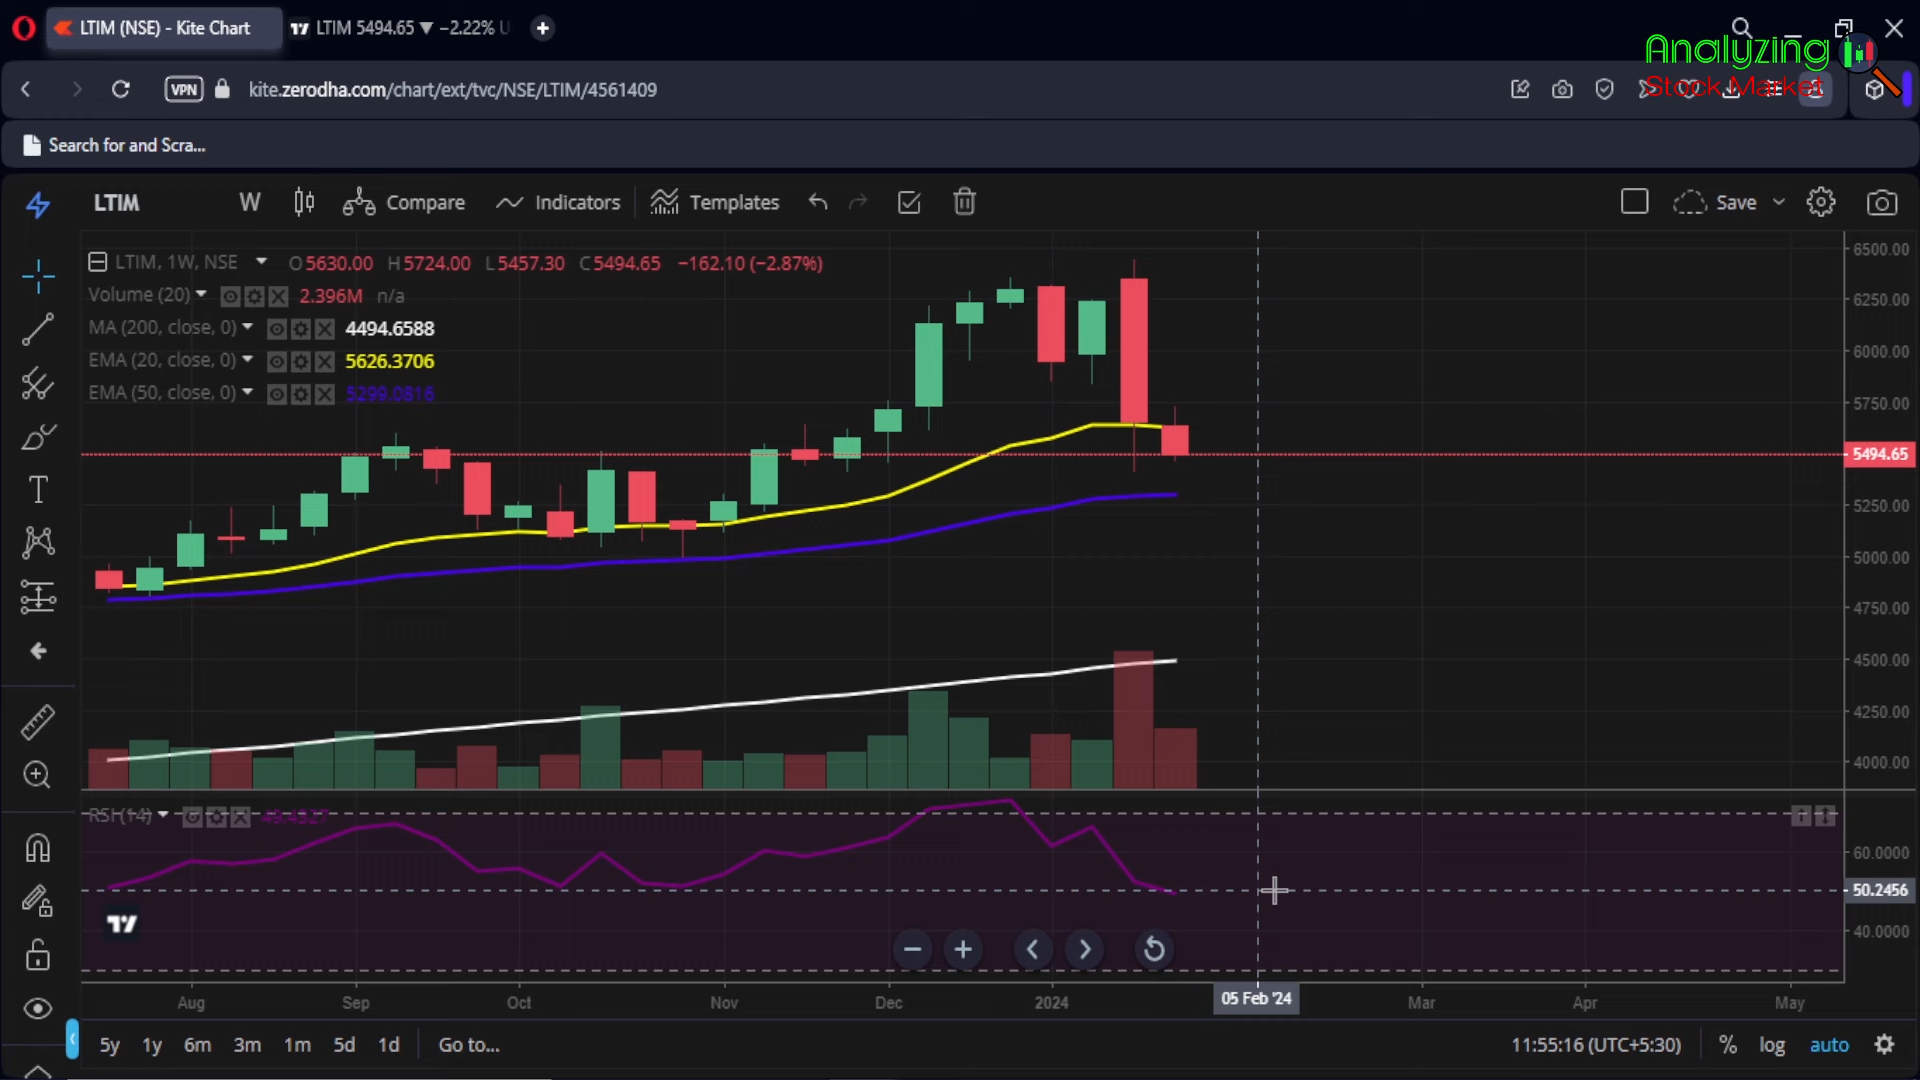 LTIM (NSE) - Kite Chart
LTIM 5494.65 ▼ −2.22% U
Analyzing
Stock Market
VPN
kite.zerodha.com/chart/ext/tvc/NSE/LTIM/4561409
Search for and Scra...
LTIM
W
Compare
Indicators
Templates
Save
LTIM, 1W, NSE
O5630.00 H5724.00 L5457.30 C5494.65 −162.10 (−2.87%)
Volume (20)
2.396M n/a
MA (200, close, 0)
4494.6588
EMA (20, close, 0)
5626.3706
EMA (50, close, 0)
5299.0816
6500.00
6250.00
6000.00
5750.00
5494.65
5250.00
5000.00
4750.00
4500.00
4250.00
4000.00
RSI (14)
60.0000
50.2456
40.0000
Aug Sep Oct Nov Dec 2024 05 Feb '24 Mar Apr May
5y 1y 6m 3m 1m 5d 1d Go to...
11:55:16 (UTC+5:30) % log auto